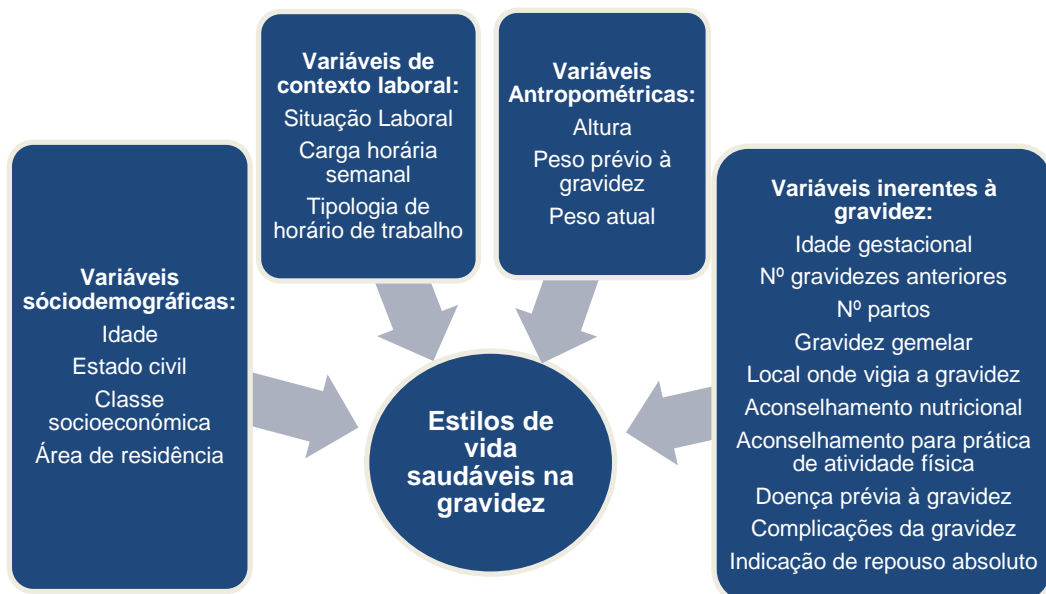 Variáveis
sóciodemográficas:
Idade
Estado civil
Classe
socioeconómica
Área de residência
Variáveis de
contexto laboral:
Situação Laboral
Carga horária
semanal
Tipologia de
horário de trabalho
Variáveis
Antropométricas:
Altura
Peso prévio à
gravidez
Peso atual
Variáveis inerentes à
gravidez:
Idade gestacional
Nº gravidezes anteriores
Nº partos
Gravidez gemelar
Local onde vigia a gravidez
Aconselhamento nutricional
Aconselhamento para prática
de atividade física
Doença prévia à gravidez
Complicações da gravidez
Indicação de repouso absoluto
Estilos de
vida
saudáveis na
gravidez